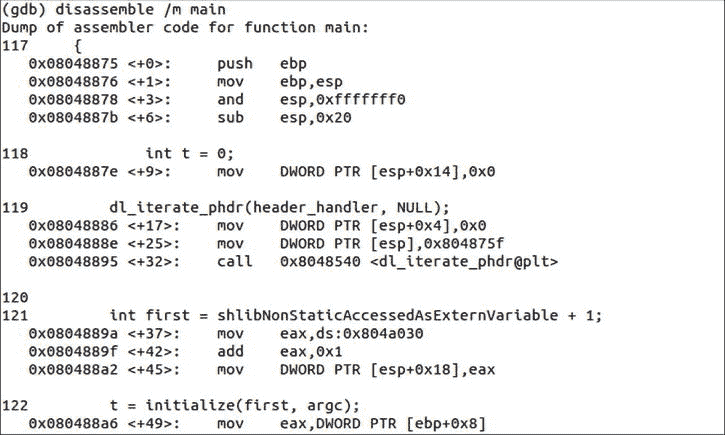 (gdb) disassemble /m main
Dump of assembler code for function main:
117 {
0x08048875 <+0>: push ebp
0x08048876 <+1>: mov ebp,esp
0x08048878 <+3>: and esp,0xfffffff0
0x0804887b <+6>: sub esp,0x20
118 int t = 0;
0x0804887e <+9>: mov DWORD PTR [esp+0x14],0x0
119 dl_iterate_phdr(header_handler, NULL);
0x08048886 <+17>: mov DWORD PTR [esp+0x4],0x0
0x0804888e <+25>: mov DWORD PTR [esp],0x804875f
0x08048895 <+32>: call 0x8048540 <dl_iterate_phdr@plt>
120
121 int first = shlibNonStaticAccessedAsExternVariable + 1;
0x0804889a <+37>: mov eax,ds:0x804a030
0x0804889f <+42>: add eax,0x1
0x080488a2 <+45>: mov DWORD PTR [esp+0x18],eax
122 t = initialize(first, argc);
0x080488a6 <+49>: mov eax,DWORD PTR [ebp+0x8]